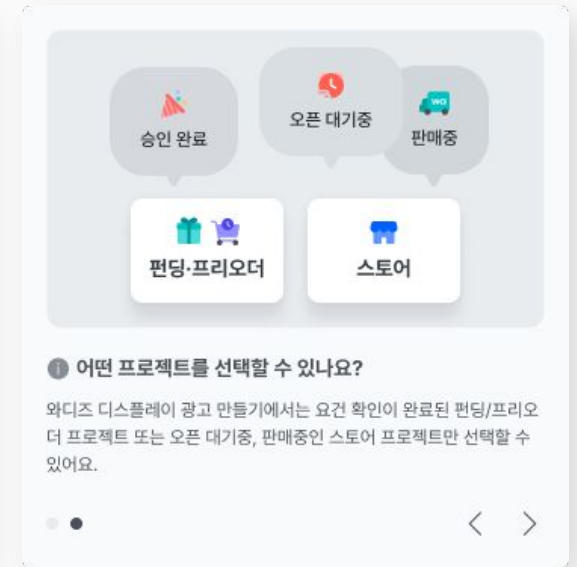 승인 완료
오픈 대기중
WA
판매중
펀딩·프리오더
스토어
어떤 프로젝트를 선택할 수 있나요?
와디즈 디스플레이 광고 만들기에서는 요건 확인이 완료된 펀딩/프리오
더 프로젝트 또는 오픈 대기중, 판매중인 스토어 프로젝트만 선택할 수
있어요.